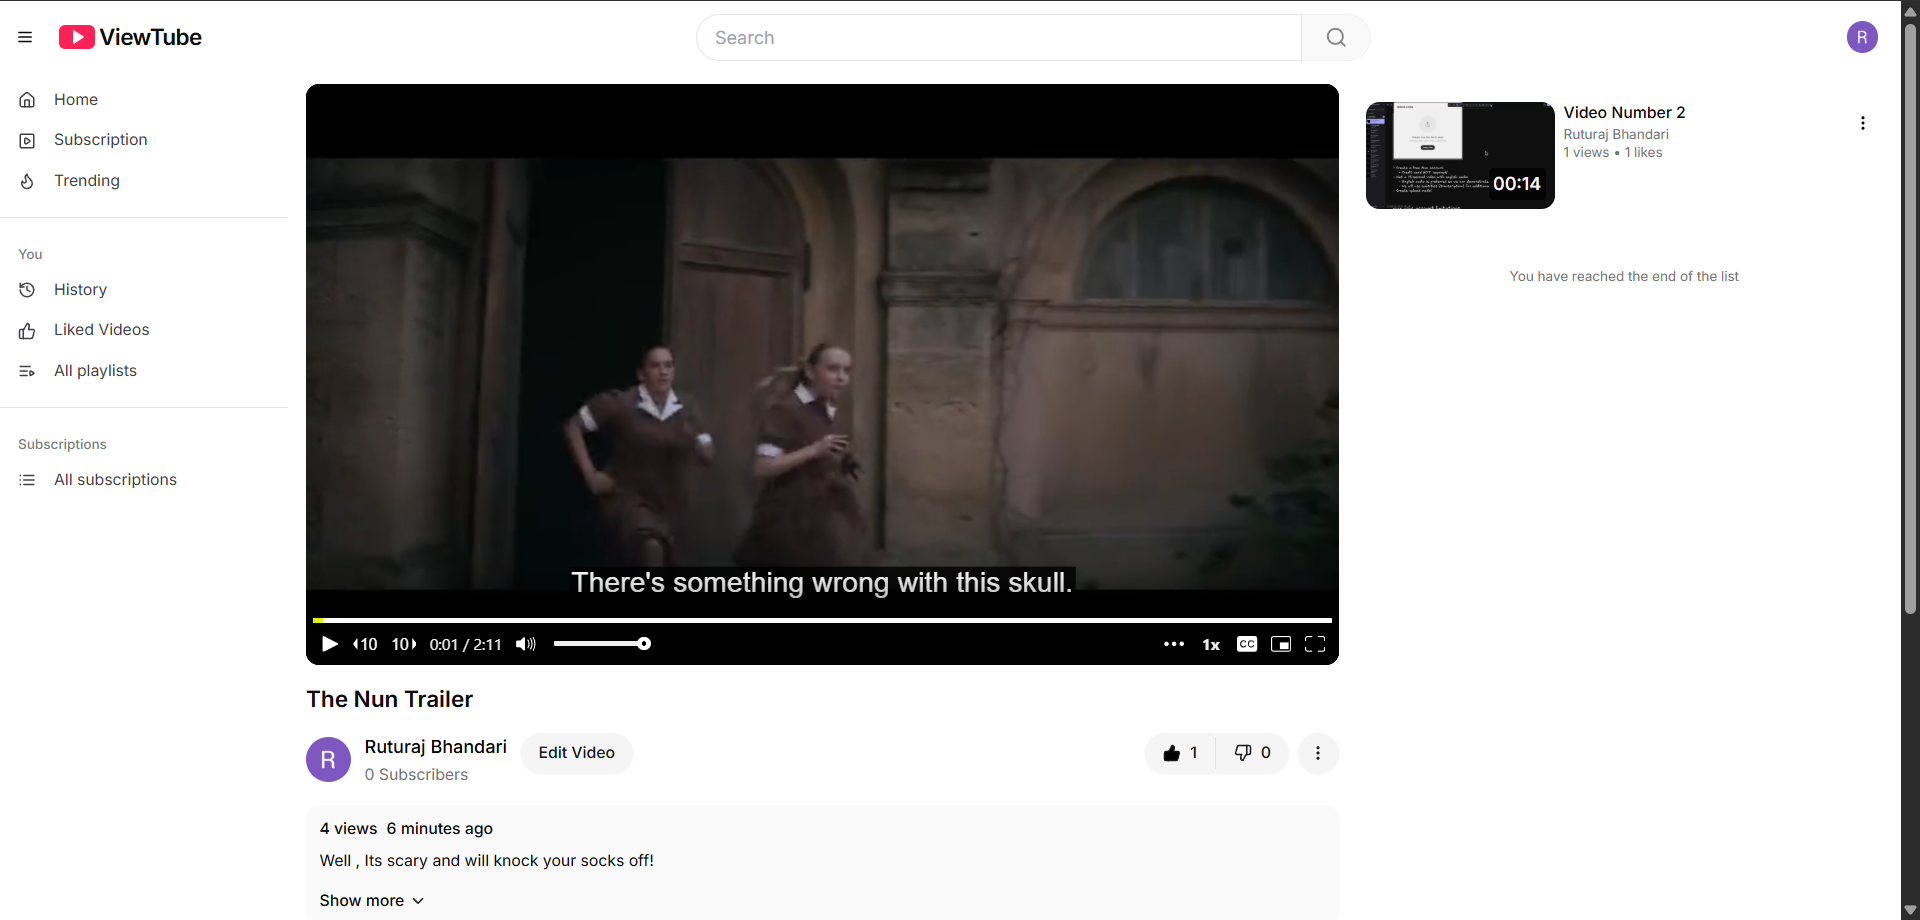 ViewTube
Search
R
Home
Subscription
Trending
You
History
Liked Videos
All playlists
Subscriptions
All subscriptions
There's something wrong with this skull.
10 10 0:01 / 2:11
1x CC
The Nun Trailer
R
Ruturaj Bhandari
0 Subscribers
Edit Video
1 0
4 views 6 minutes ago
Well , Its scary and will knock your socks off!
Show more
00:14
Video Number 2
Ruturaj Bhandari
1 views • 1 likes
You have reached the end of the list